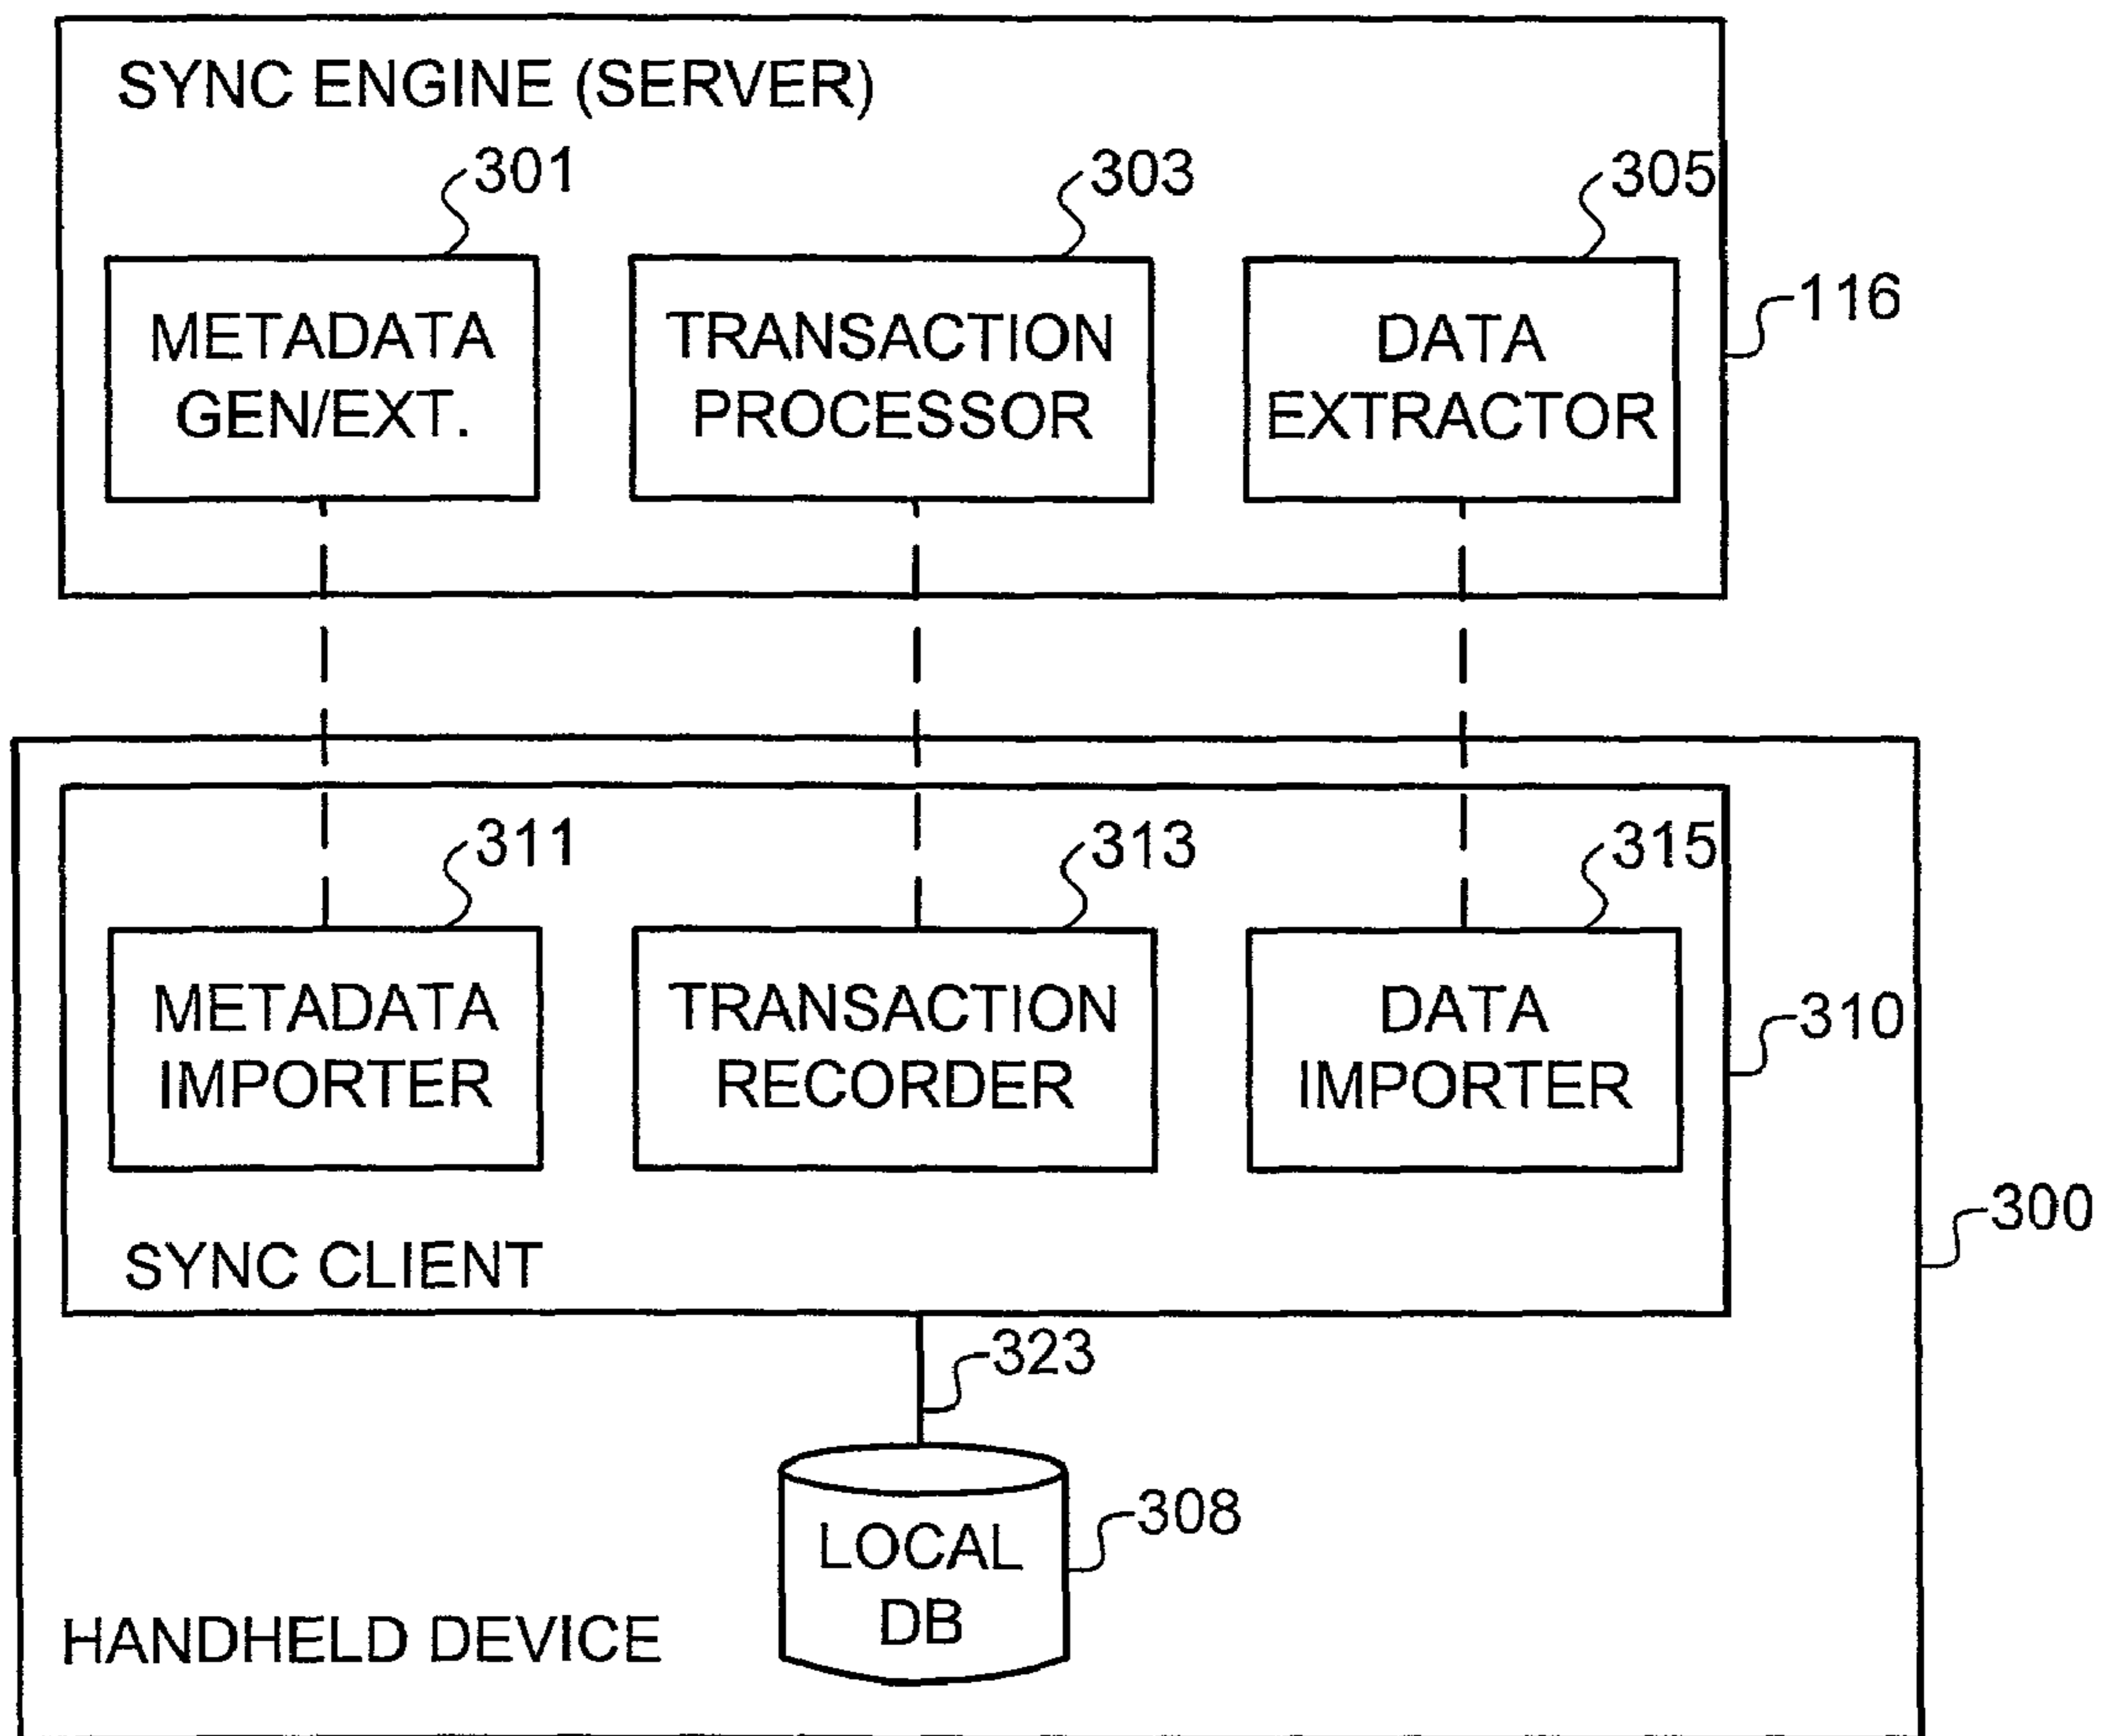 SYNC ENGINE (SERVER)
301
303
305
METADATA
GEN/EXT.
TRANSACTION
PROCESSOR
DATA
EXTRACTOR
116
311
313
315
METADATA
IMPORTER
TRANSACTION
RECORDER
DATA
IMPORTER
310
SYNC CLIENT
300
323
LOCAL
DB
308
HANDHELD DEVICE